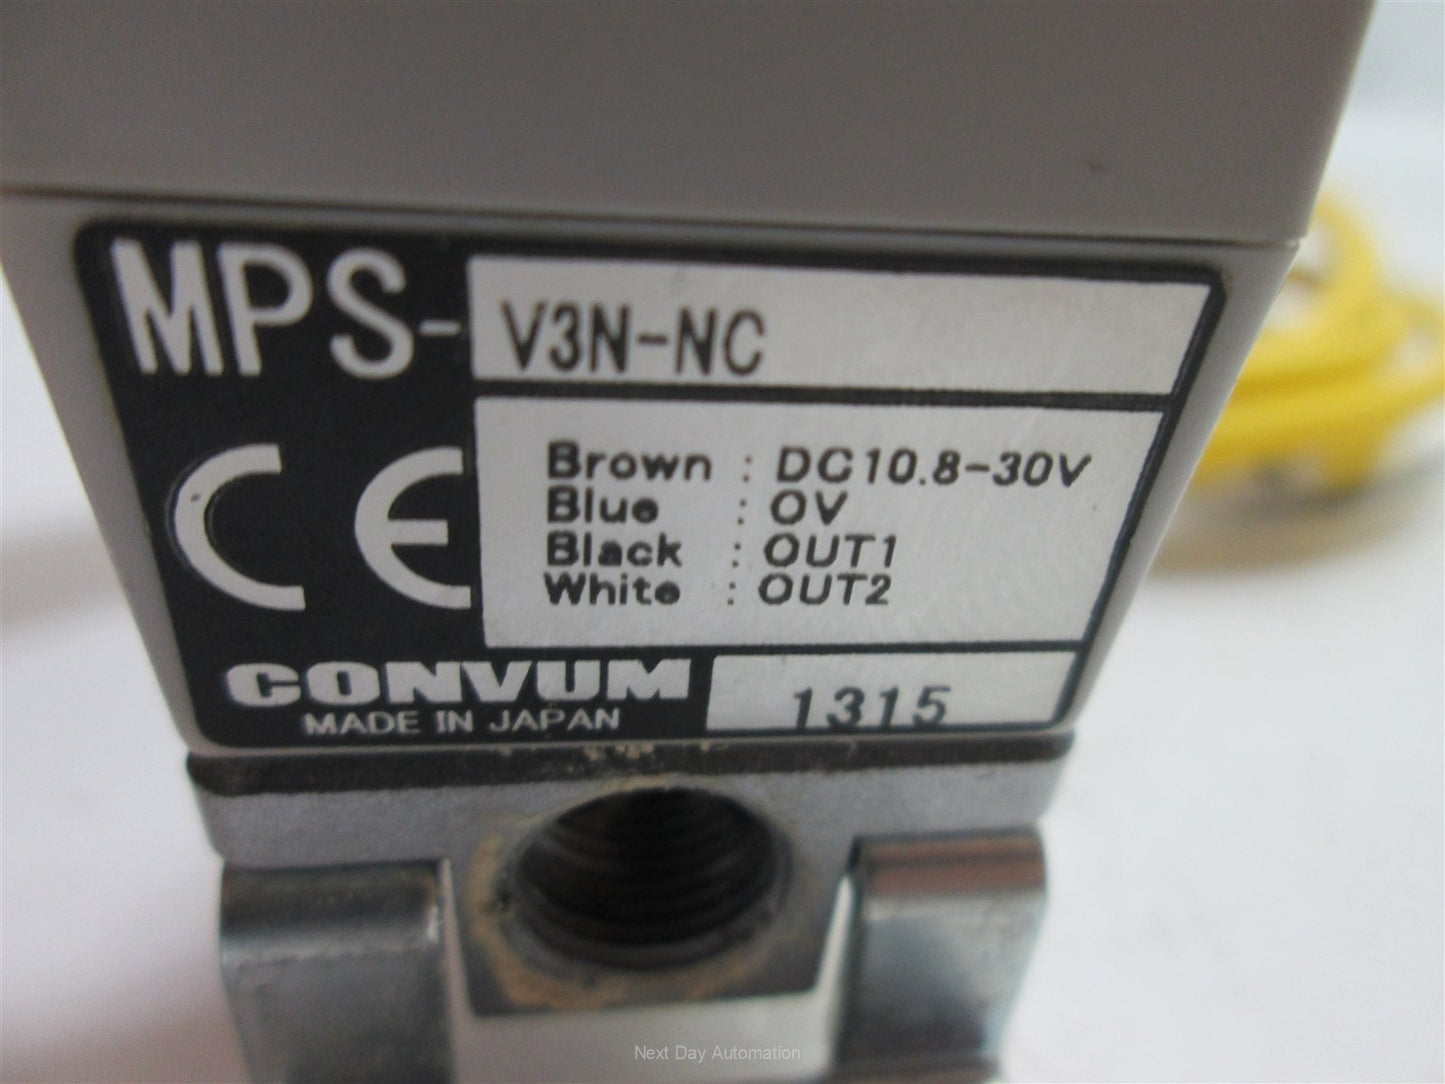 MPS-V3N-NC
CE
Brown : DC10.8-30V
Blue : 0V
Black : OUT1
White : OUT2
CONVUM
MADE IN JAPAN
1315
Next Day Automation